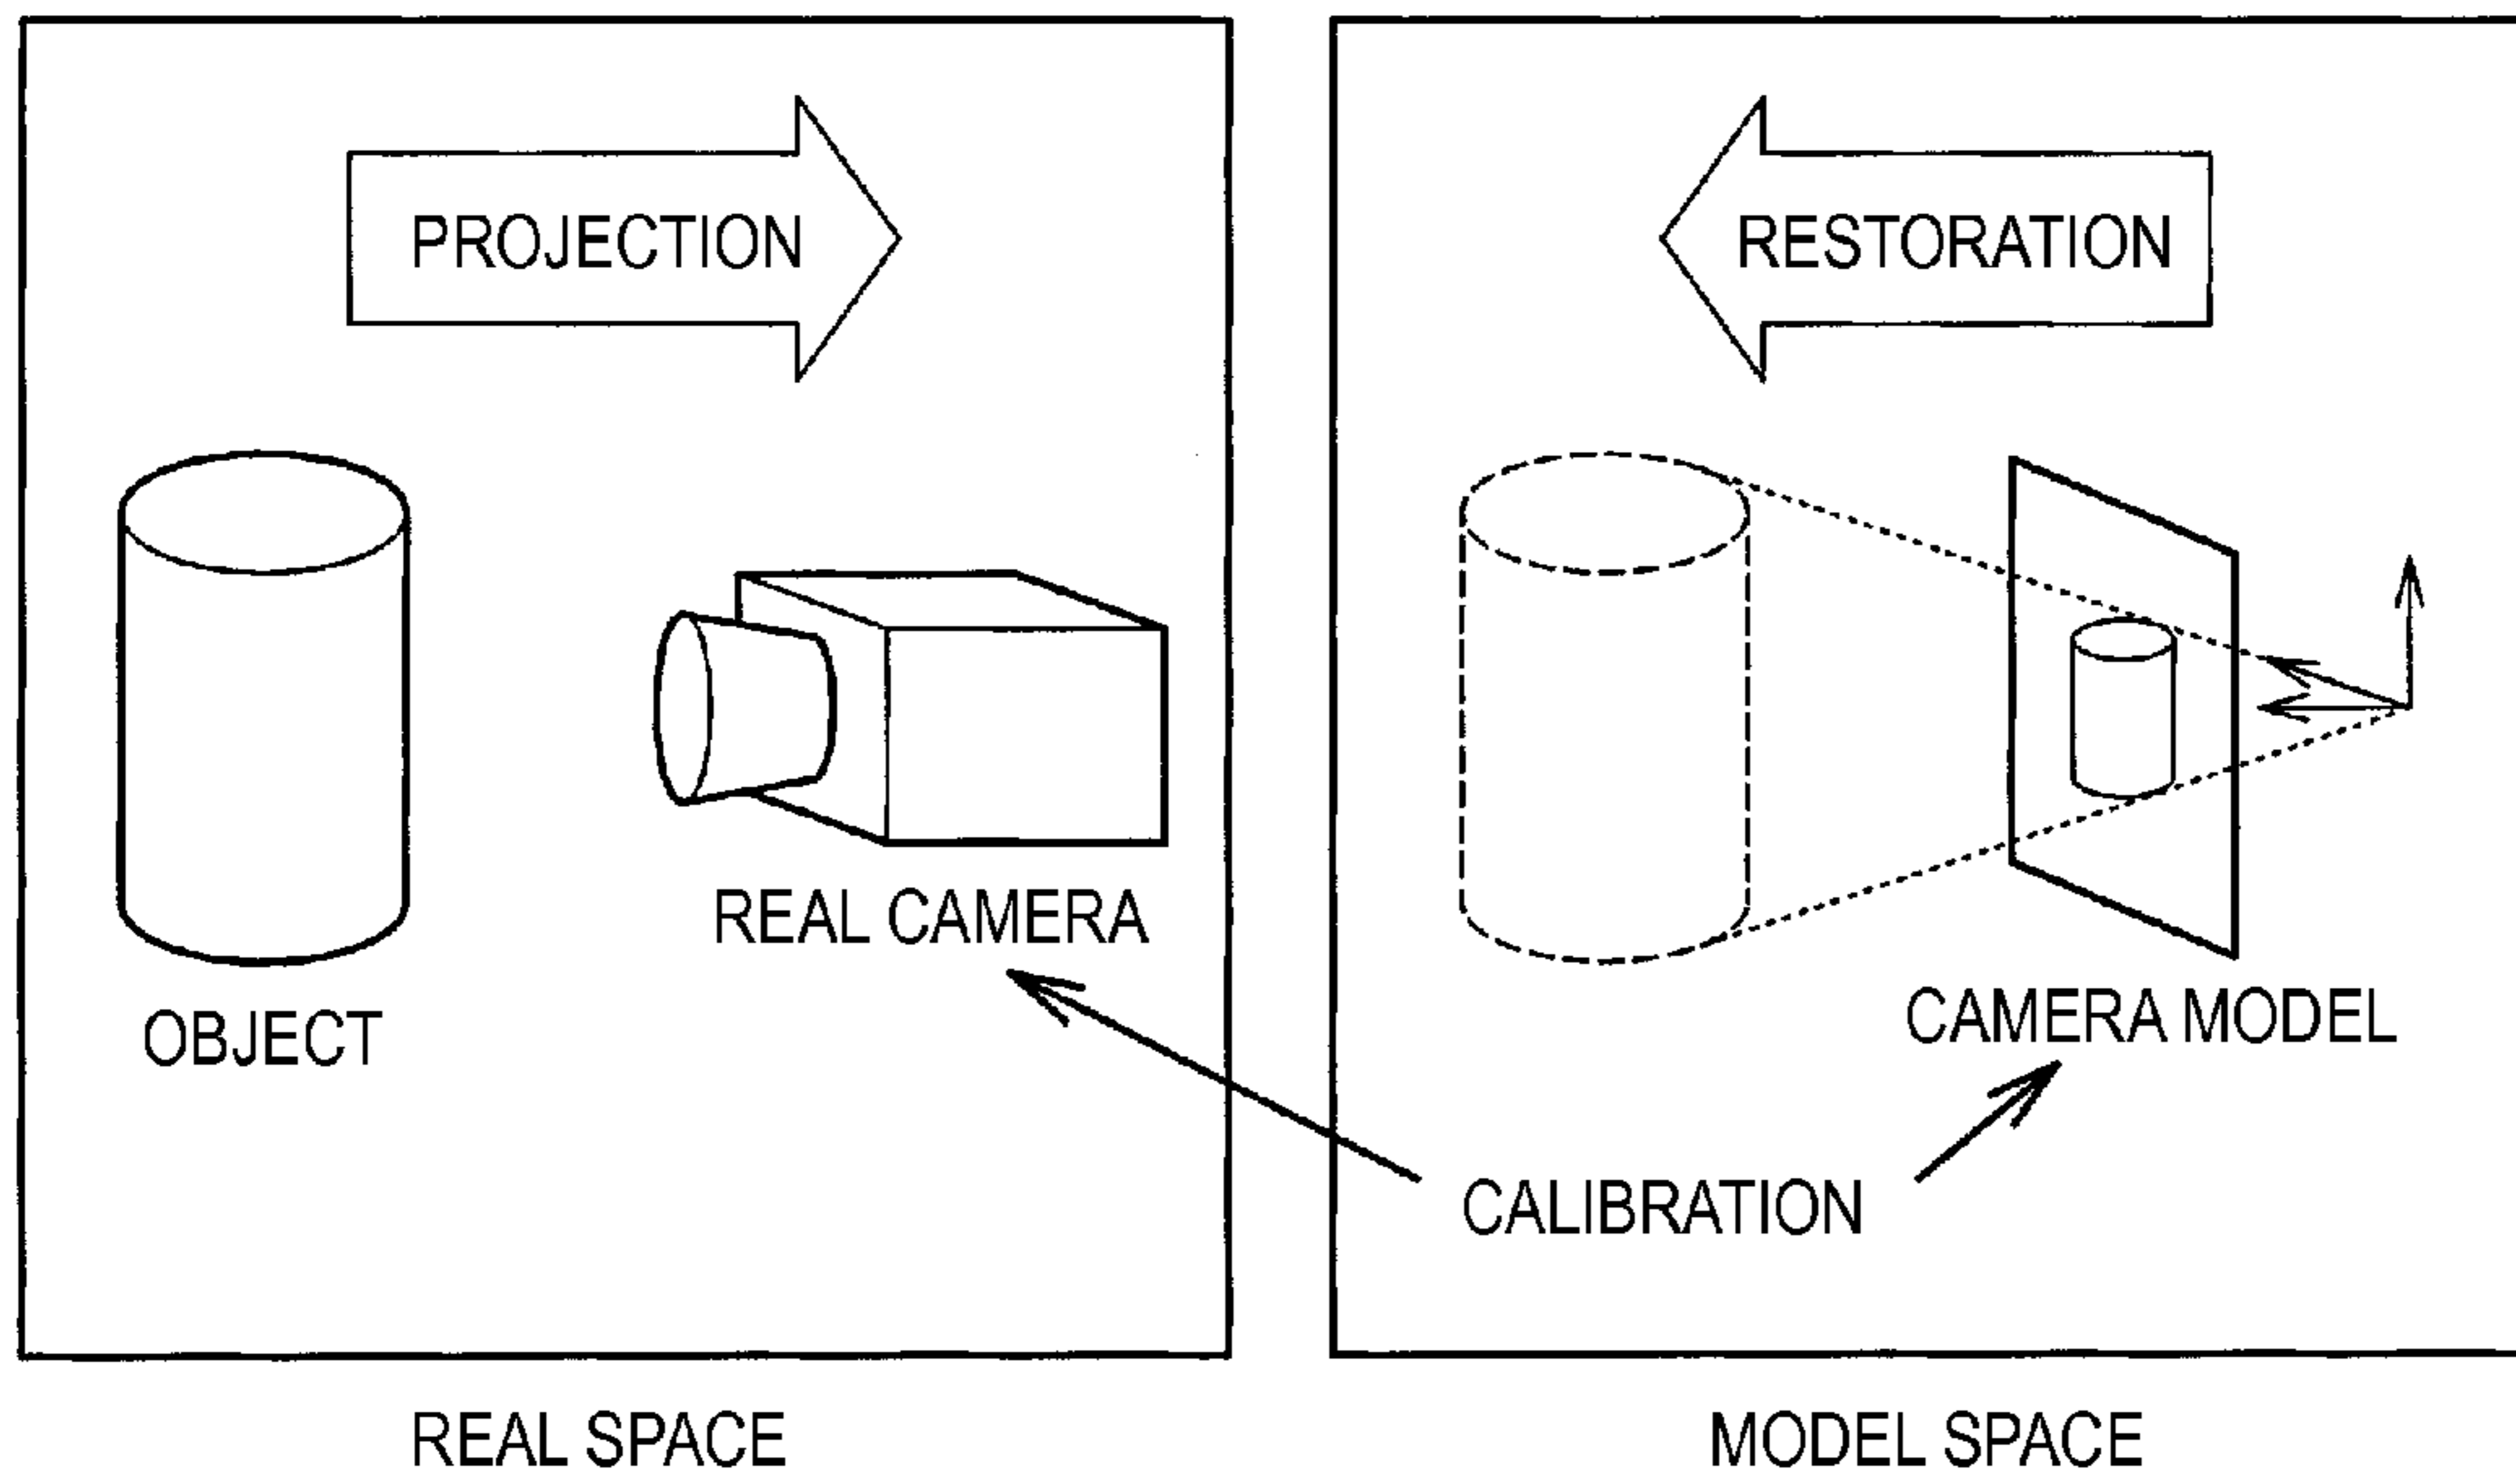 PROJECTION
RESTORATION
REAL CAMERA
OBJECT
CAMERA MODEL
CALIBRATION
REAL SPACE
MODEL SPACE